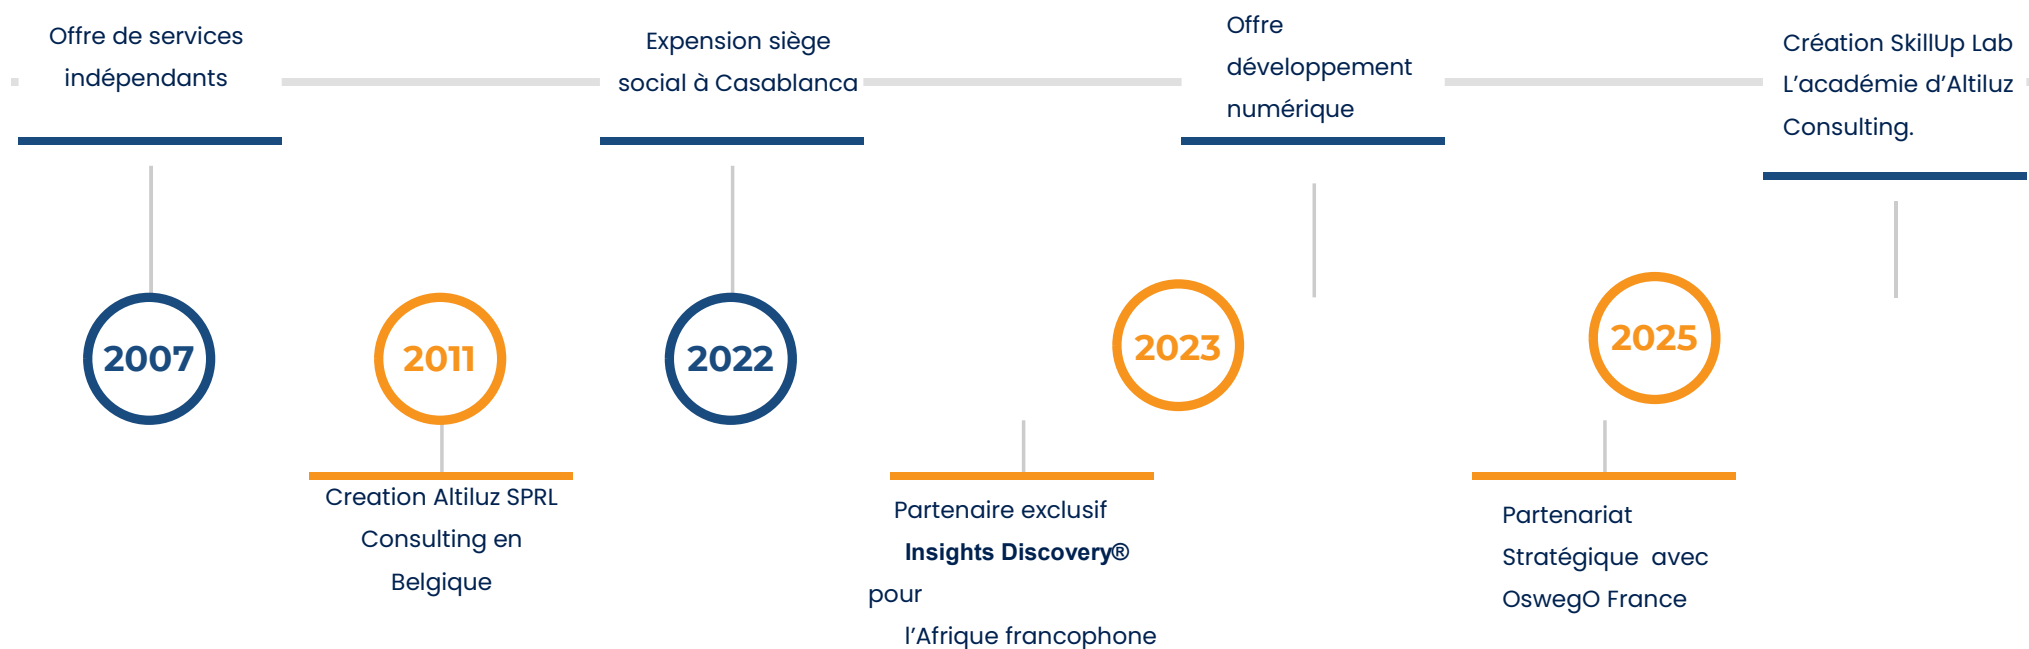 Offre de services
indépendants
Expension siège
social à Casablanca
Offre
développement
numérique
Création SkillUp Lab
L’académie d’Altiluz
Consulting.
2007
2011
2022
2023
2025
Creation Altiluz SPRL
Consulting en
Belgique
Partenaire exclusif
Insights Discovery®
pour
l’Afrique francophone
Partenariat
Stratégique avec
OswegO France